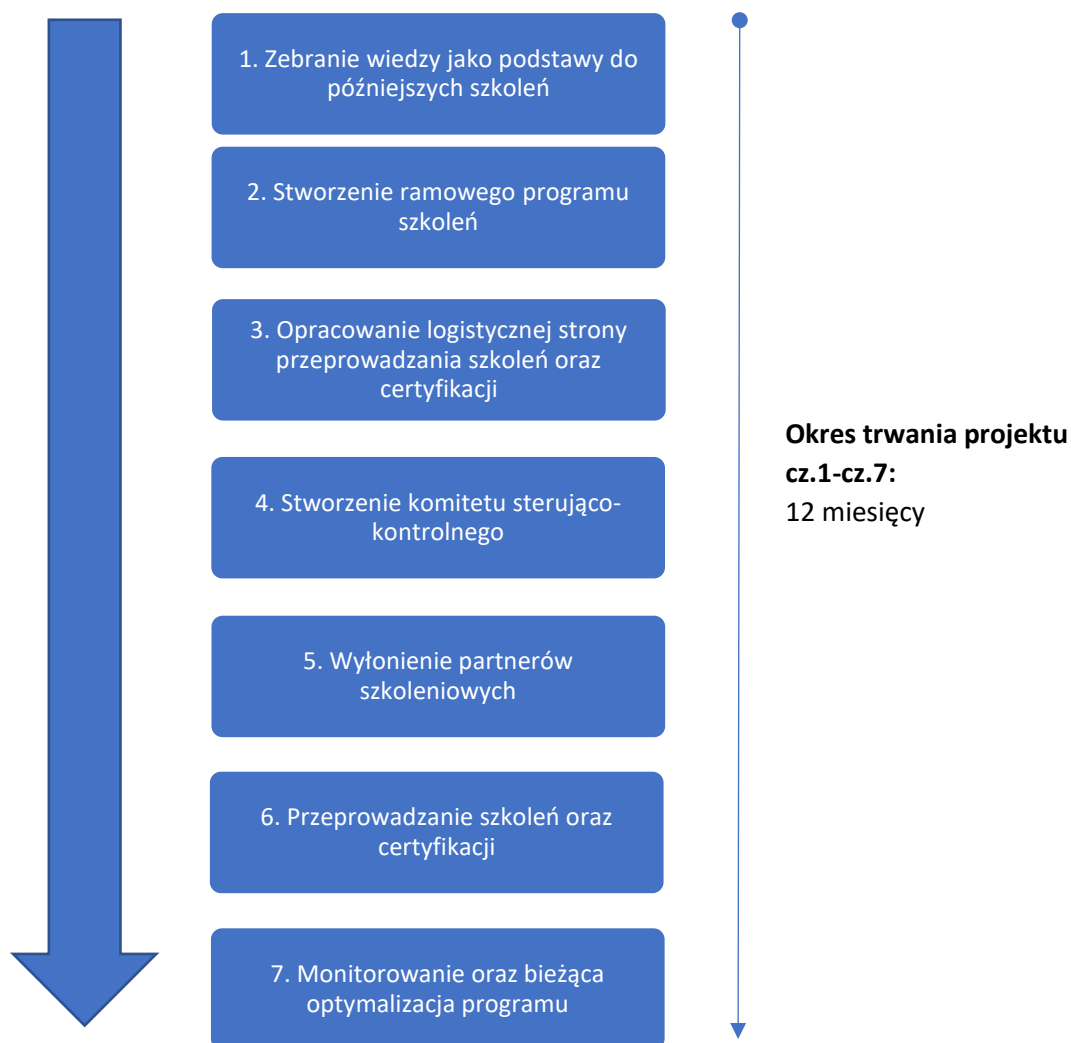 1. Zebranie wiedzy jako podstawy do
późniejszych szkoleń
2. Stworzenie ramowego programu
szkoleń
3. Opracowanie logistycznej strony
przeprowadzania szkoleń oraz
certyfikacji
4. Stworzenie komitetu sterująco-
kontrolnego
5. Wyłonienie partnerów
szkoleniowych
6. Przeprowadzanie szkoleń oraz
certyfikacji
7. Monitorowanie oraz bieżąca
optymalizacja programu
Okres trwania projektu
cz.1-cz.7:
12 miesięcy